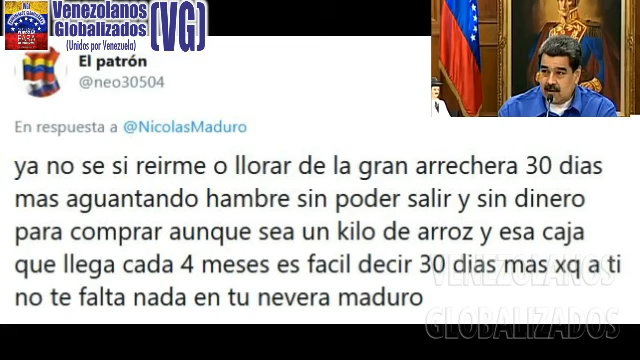 Venezolanos
Globalizados (VG)
(Unidos por Venezuela)
El patrón
@neo30504
En respuesta a @NicolasMaduro
ya no se si reirme o llorar de la gran arrechera 30 dias
mas aguantando hambre sin poder salir y sin dinero
para comprar aunque sea un kilo de arroz y esa caja
que llega cada 4 meses es facil decir 30 dias mas xq a ti
no te falta nada en tu nevera maduro
VENEZOLANOS
GLOBALIZADOS